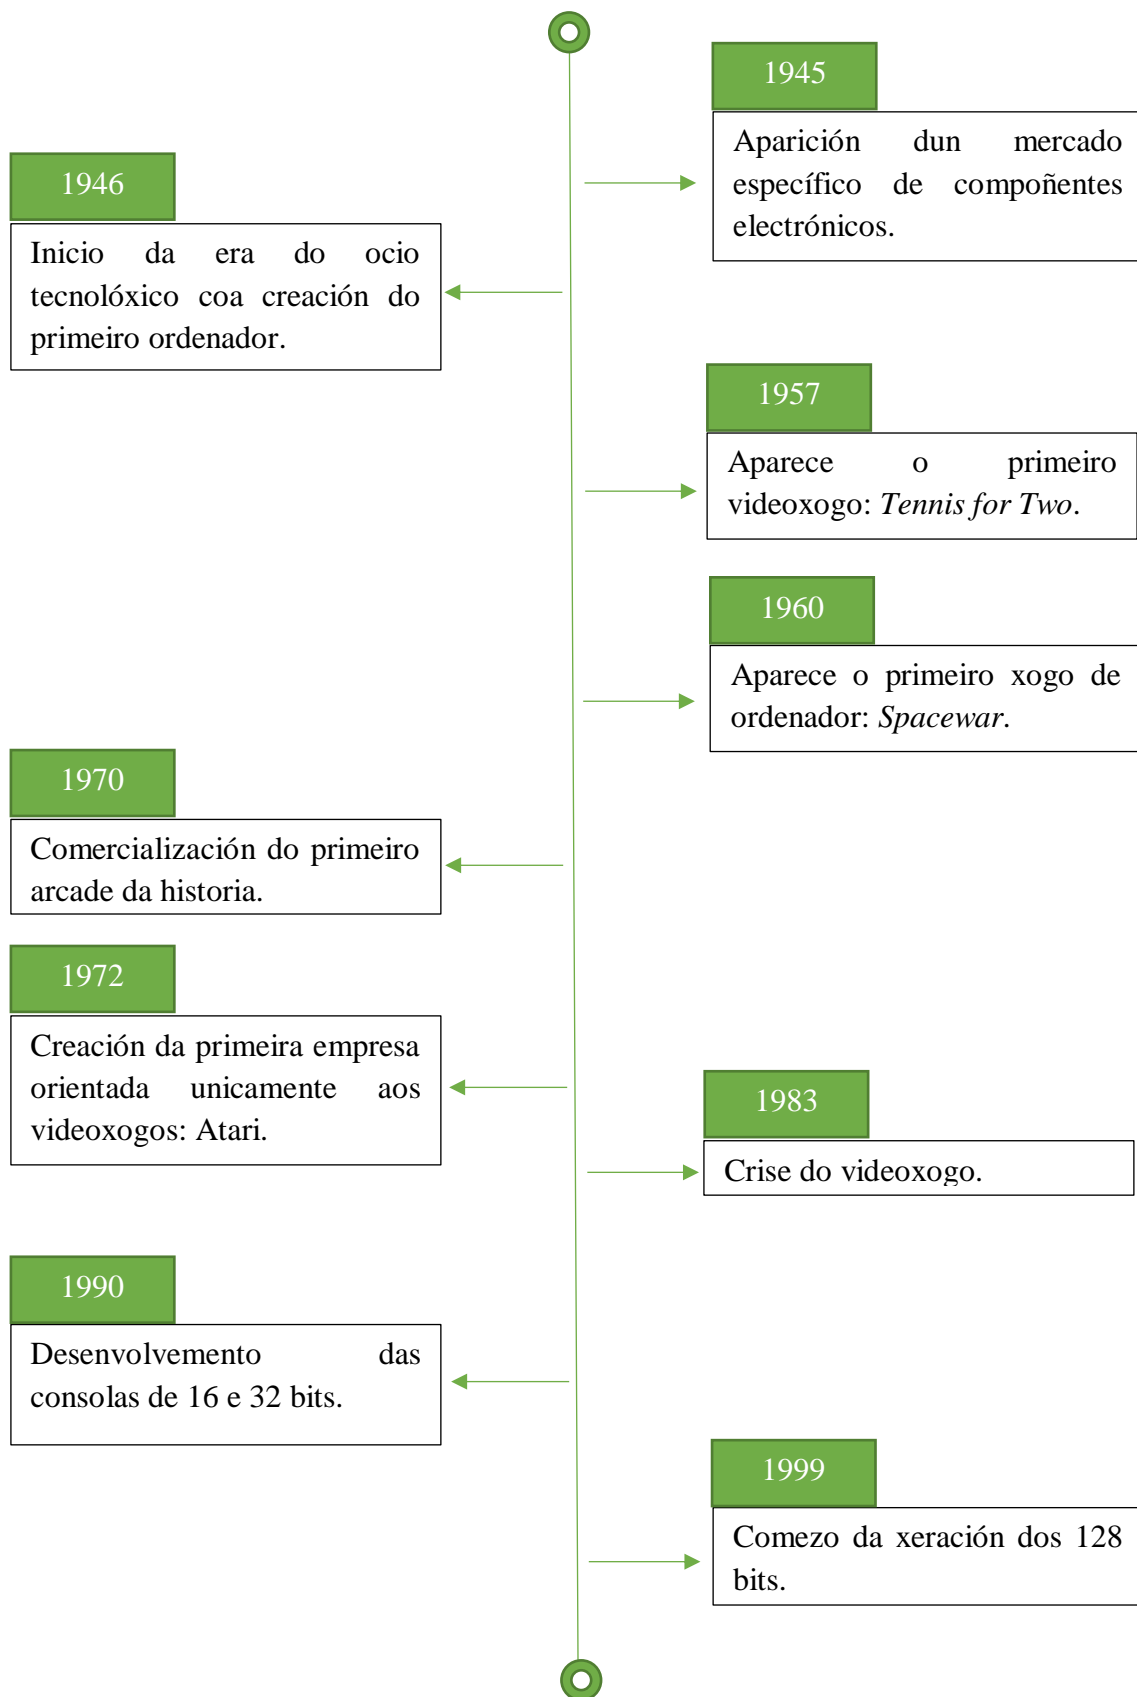 1945
Aparición dun mercado
específico de compoñentes
electrónicos.
1946
Inicio da era do ocio
tecnolóxico coa creación do
primeiro ordenador.
1957
Aparece o primeiro
videoxogo: Tennis for Two.
1960
Aparece o primeiro xogo de
ordenador: Spacewar.
1970
Comercialización do primeiro
arcade da historia.
1972
Creación da primeira empresa
orientada unicamente aos
videoxogos: Atari.
1983
Crise do videoxogo.
1990
Desenvolvemento das
consolas de 16 e 32 bits.
1999
Comezo da xeración dos 128
bits.